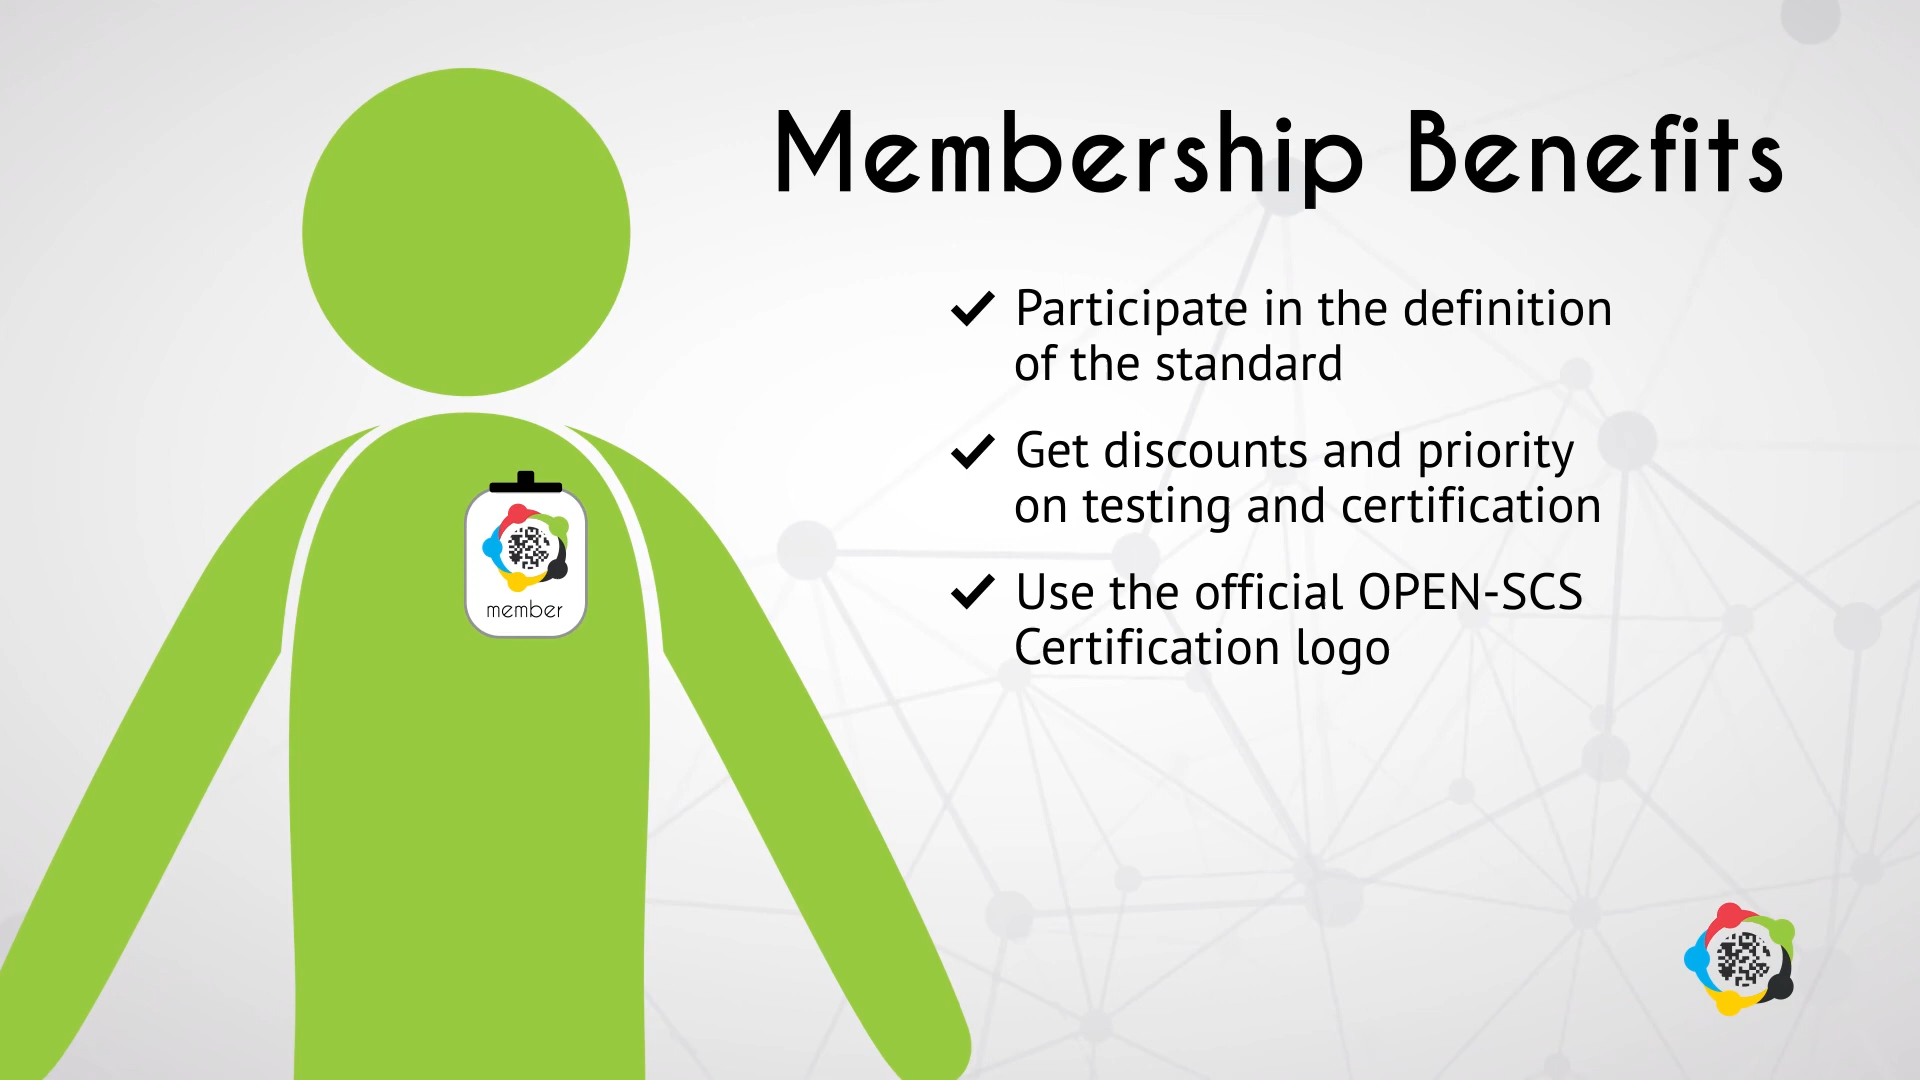 Membership Benefits
Participate in the definition
of the standard
Get discounts and priority
on testing and certification
Use the official OPEN-SCS
Certification logo
member